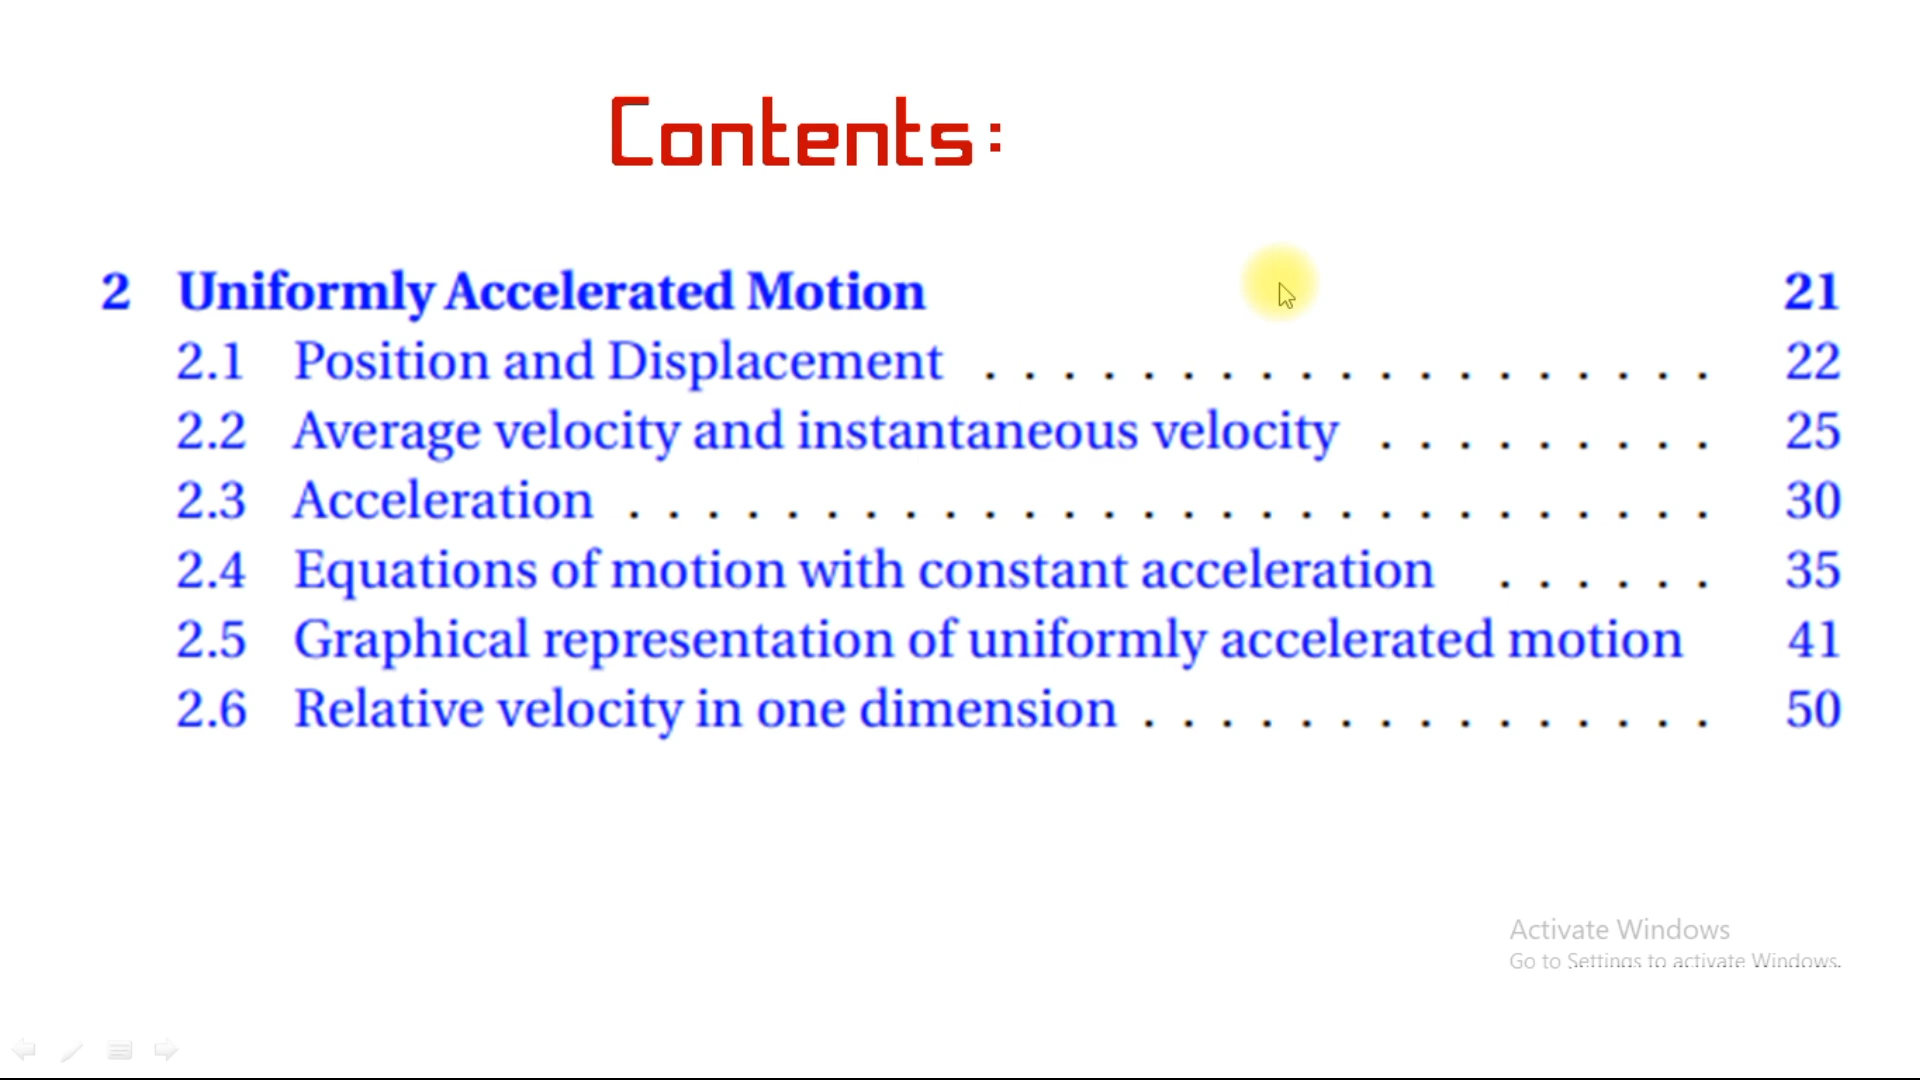 Contents:
2 Uniformly Accelerated Motion 21
2.1 Position and Displacement . . . . . . . . . . . . . . . . . . . 22
2.2 Average velocity and instantaneous velocity . . . . . . . . . 25
2.3 Acceleration . . . . . . . . . . . . . . . . . . . . . . . . . . . . 30
2.4 Equations of motion with constant acceleration . . . . . . 35
2.5 Graphical representation of uniformly accelerated motion 41
2.6 Relative velocity in one dimension . . . . . . . . . . . . . . . 50
Activate Windows
Go to Settings to activate Windows.